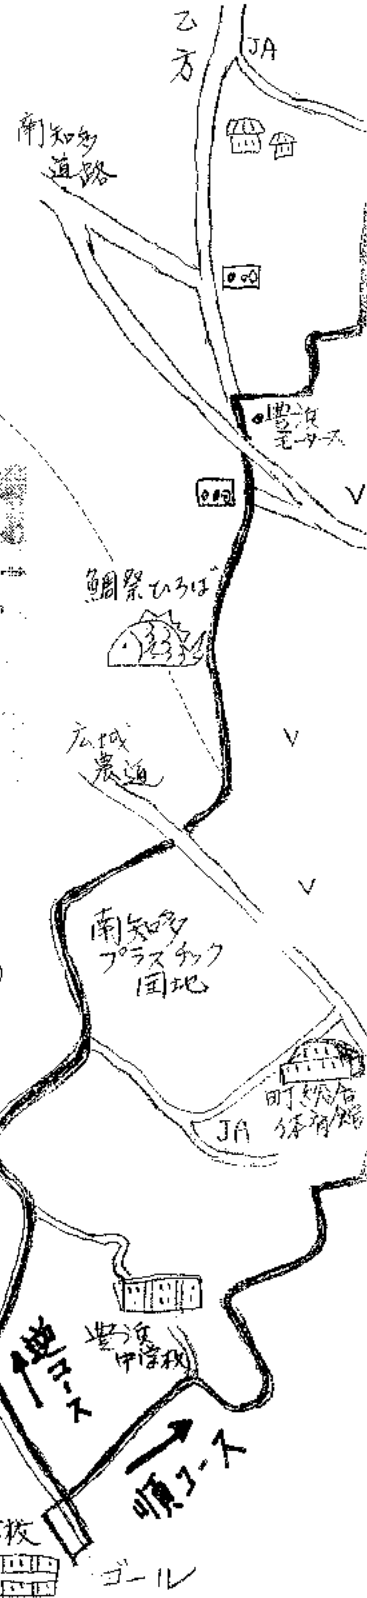 乙方
JA
南知多
道路
豊浜
モータース
鯛祭ひろば
広域
農道
南知多
プラスチック
団地
町総合
体育館
JA
豊浜
中学校
逆コース
順コース
校
ゴール